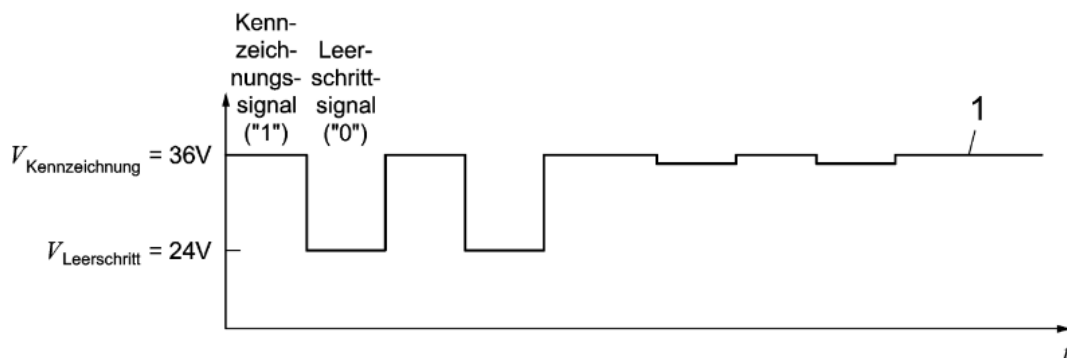 Kenn-
zeich-
nungs-
signal
("1")
Leer-
schritt-
signal
("0")
1
V Kennzeichnung = 36V
V Leerschritt = 24V
t